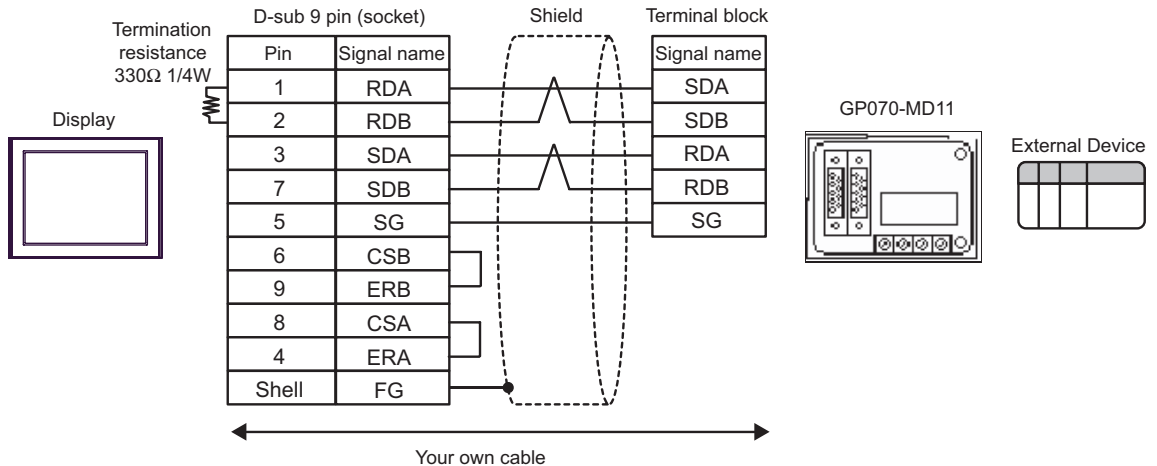 Termination
resistance
330Ω 1/4W
D-sub 9 pin (socket)
Shield
Terminal block
Pin Signal name
Signal name
1 RDA
SDA
2 RDB
SDB
3 SDA
RDA
7 SDB
RDB
5 SG
SG
6 CSB
9 ERB
8 CSA
4 ERA
Shell FG
Display
GP070-MD11
External Device
Your own cable